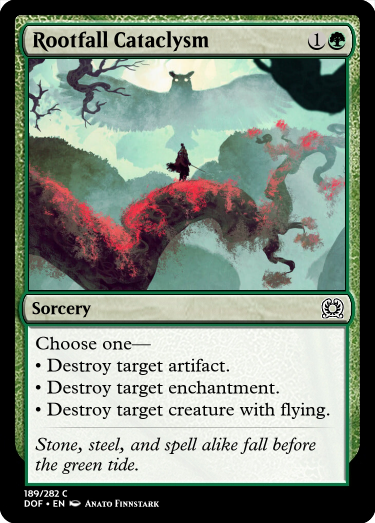 Rootfall Cataclysm 1
Sorcery
Choose one—
• Destroy target artifact.
• Destroy target enchantment.
• Destroy target creature with flying.
Stone, steel, and spell alike fall before
the green tide.
189/282 C
DOF • EN Anato Finnstark